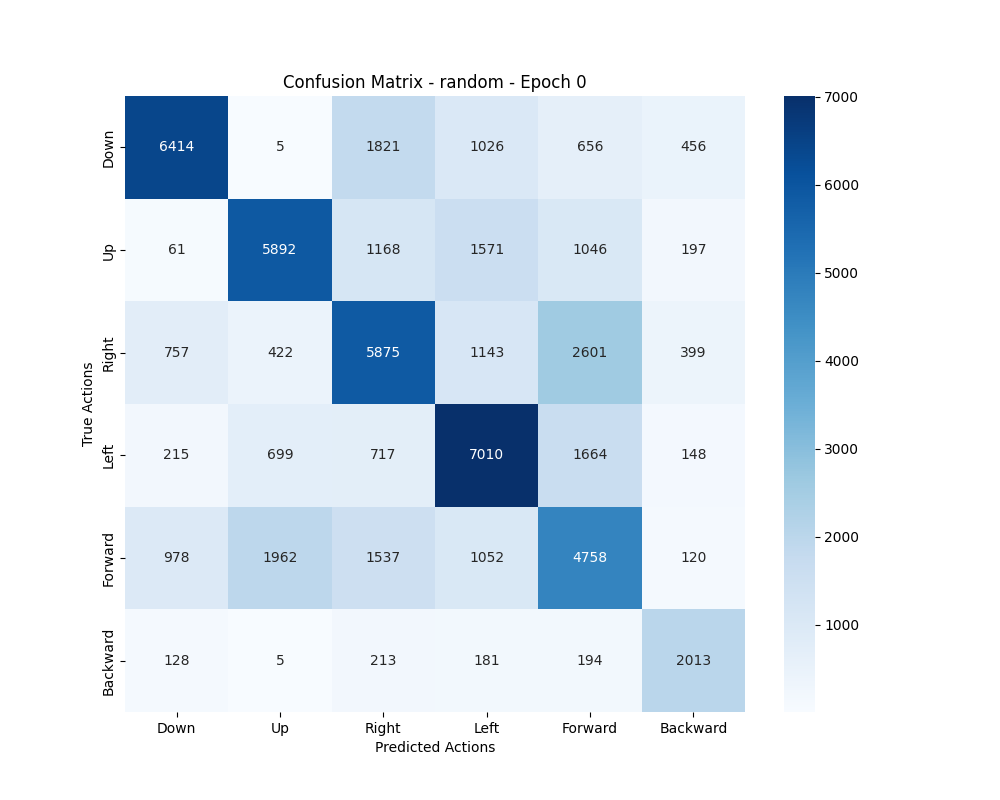 Confusion Matrix - random - Epoch 0
True Actions
Down 6414 5 1821 1026 656 456
Up 61 5892 1168 1571 1046 197
Right 757 422 5875 1143 2601 399
Left 215 699 717 7010 1664 148
Forward 978 1962 1537 1052 4758 120
Backward 128 5 213 181 194 2013
Down Up Right Left Forward Backward
Predicted Actions
7000
6000
5000
4000
3000
2000
1000